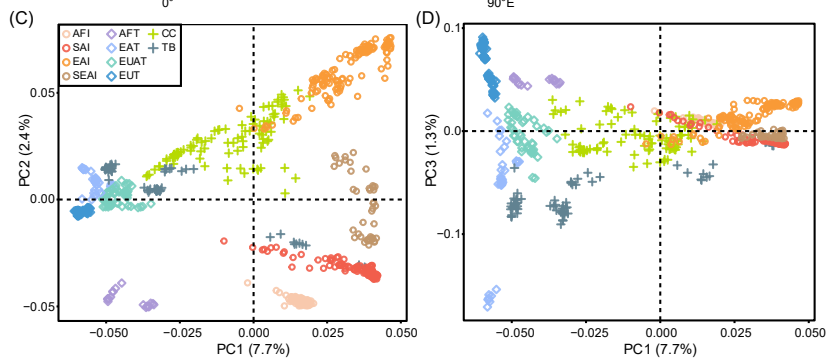 0° 90°E
(C) (D)
AFI AFT CC
SAI EAT TB
EAI EUAT
SEAI EUT
PC2 (2.4%)
0.05
0.00
−0.05
−0.050 −0.025 0.000 0.025 0.050
PC1 (7.7%)
PC3 (1.3%)
0.1
0.0
−0.1
−0.050 −0.025 0.000 0.025 0.050
PC1 (7.7%)